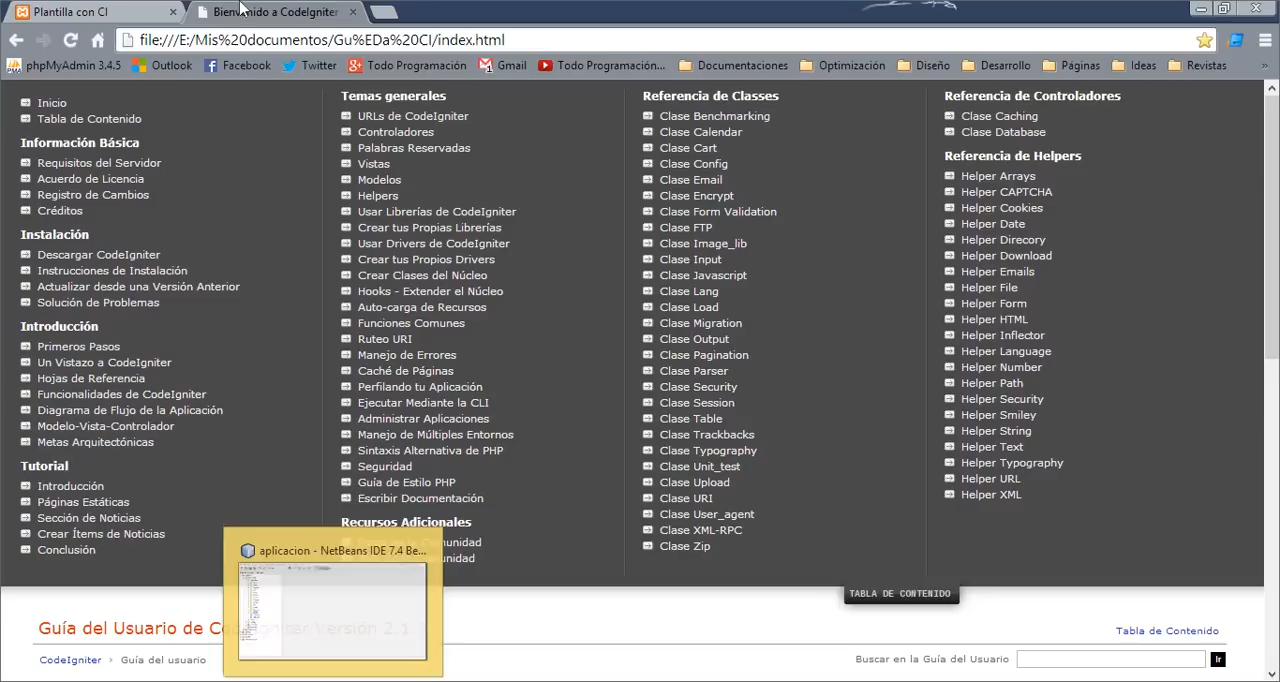 Plantilla con CI
Bienvenido a CodeIgniter
file:///E:/Mis%20documentos/Gu%EDa%20CI/index.html
phpMyAdmin 3.4.5 Outlook Facebook Twitter Todo Programación Gmail Todo Programación... Documentaciones Optimización Diseño Desarrollo Páginas Ideas Revistas »
Inicio
Tabla de Contenido
Información Básica
Requisitos del Servidor
Acuerdo de Licencia
Registro de Cambios
Créditos
Instalación
Descargar CodeIgniter
Instrucciones de Instalación
Actualizar desde una Versión Anterior
Solución de Problemas
Introducción
Primeros Pasos
Un Vistazo a CodeIgniter
Hojas de Referencia
Funcionalidades de CodeIgniter
Diagrama de Flujo de la Aplicación
Modelo-Vista-Controlador
Metas Arquitectónicas
Tutorial
Introducción
Páginas Estáticas
Sección de Noticias
Crear Ítems de Noticias
Conclusión
Temas generales
URLs de CodeIgniter
Controladores
Palabras Reservadas
Vistas
Modelos
Helpers
Usar Librerías de CodeIgniter
Crear tus Propias Librerías
Usar Drivers de CodeIgniter
Crear tus Propios Drivers
Crear Clases del Núcleo
Hooks - Extender el Núcleo
Auto-carga de Recursos
Funciones Comunes
Ruteo URI
Manejo de Errores
Caché de Páginas
Perfilando tu Aplicación
Ejecutar Mediante la CLI
Administrar Aplicaciones
Manejo de Múltiples Entornos
Sintaxis Alternativa de PHP
Seguridad
Guía de Estilo PHP
Escribir Documentación
Recursos Adicionales
Comunidad
Referencia de Clases
Clase Benchmarking
Clase Calendar
Clase Cart
Clase Config
Clase Email
Clase Encrypt
Clase Form Validation
Clase FTP
Clase Image_lib
Clase Input
Clase Javascript
Clase Lang
Clase Load
Clase Migration
Clase Output
Clase Pagination
Clase Parser
Clase Security
Clase Session
Clase Table
Clase Trackbacks
Clase Typography
Clase Unit_test
Clase Upload
Clase URI
Clase User_agent
Clase XML-RPC
Clase Zip
Referencia de Controladores
Clase Caching
Clase Database
Referencia de Helpers
Helper Arrays
Helper CAPTCHA
Helper Cookies
Helper Date
Helper Direcory
Helper Download
Helper Emails
Helper File
Helper Form
Helper HTML
Helper Inflector
Helper Language
Helper Number
Helper Path
Helper Security
Helper Smiley
Helper String
Helper Text
Helper Typography
Helper URL
Helper XML
aplicacion - NetBeans IDE 7.4 Be...
TABLA DE CONTENIDO
Guía del Usuario de CodeIgniter Versión 2.1
Tabla de Contenido
CodeIgniter › Guía del usuario
Buscar en la Guía del Usuario Ir